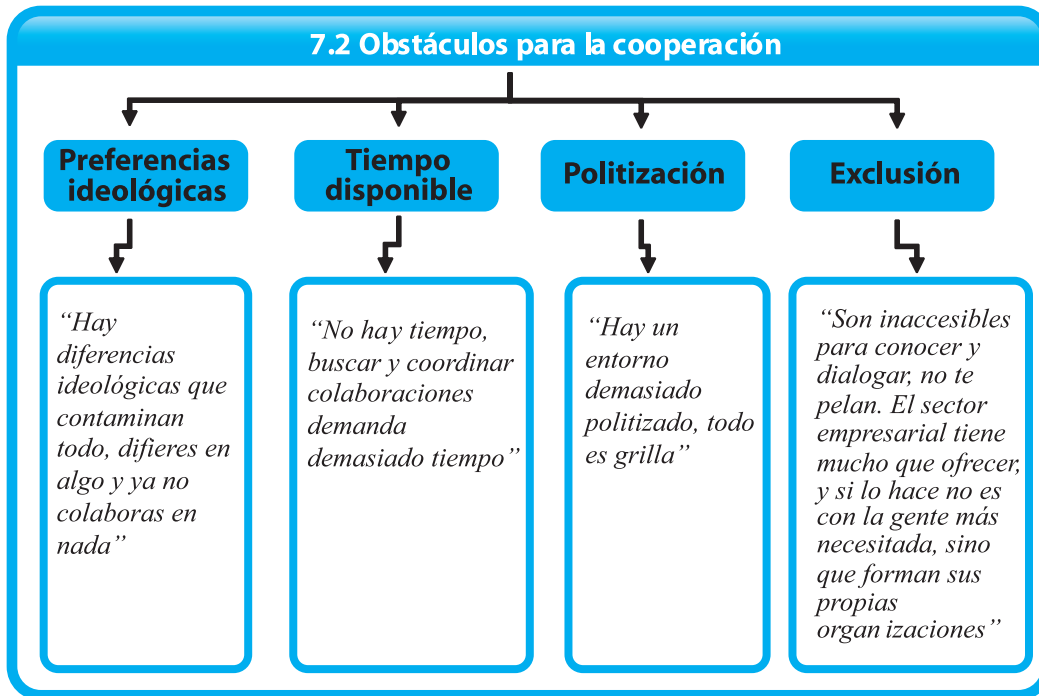 7.2 Obstáculos para la cooperación
Preferencias
ideológicas
Tiempo
disponible
Politización
Exclusión
“Hay
diferencias
ideológicas que
contaminan
todo, difieres en
algo y ya no
colaboras en
nada”
“No hay tiempo,
buscar y coordinar
colaboraciones
demanda
demasiado tiempo”
“Hay un
entorno
demasiado
politizado, todo
es grilla”
“Son inaccesibles
para conocer y
dialogar, no te
pelan. El sector
empresarial tiene
mucho que ofrecer,
y si lo hace no es
con la gente más
necesitada, sino
que forman sus
propias
organ izaciones”